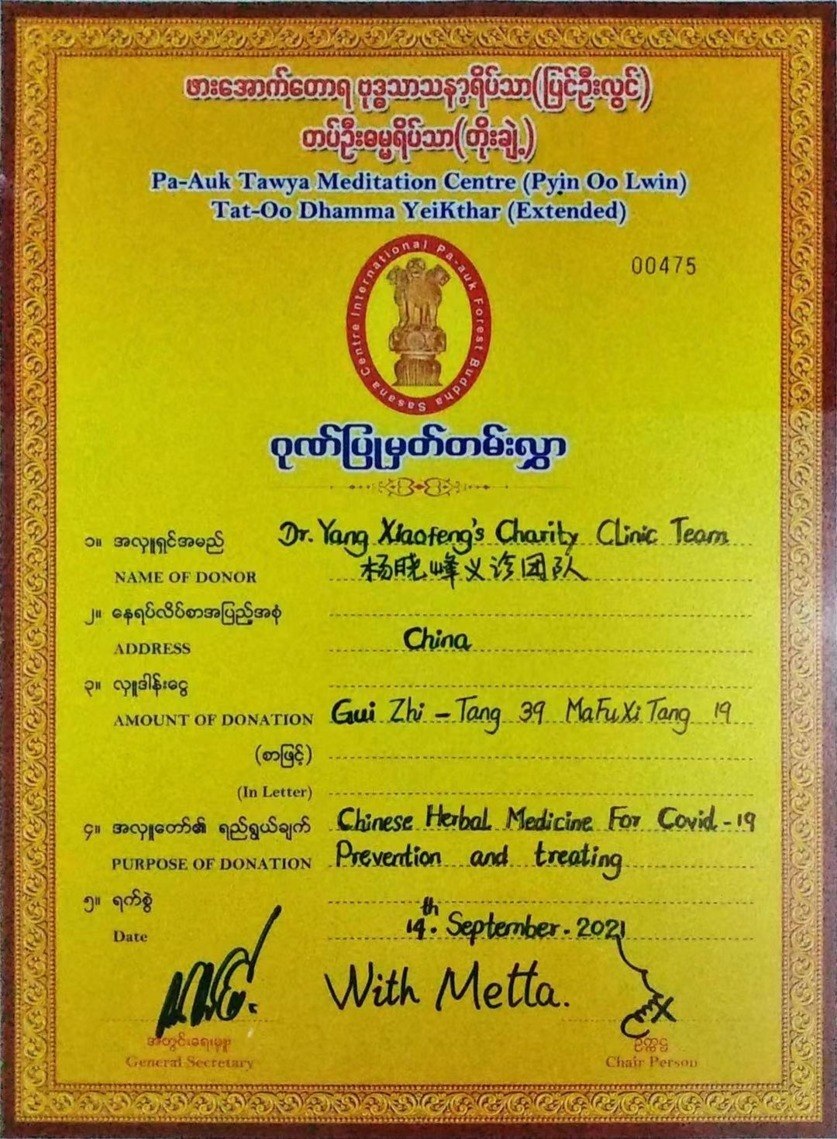 ဖားအောက်တောရ ဗုဒ္ဓသာသနာ့ရိပ်သာ(ပြင်ဦးလွင်)
တပ်ဦးဓမ္မရိပ်သာ(တိုးချဲ့)
Pa-Auk Tawya Meditation Centre (Pyin Oo Lwin)
Tat-Oo Dhamma YeiKthar (Extended)
00475
International Pa-auk Forest Buddha Sasana Centre
ဂုဏ်ပြုမှတ်တမ်းလွှာ
၁။ အလှူရှင်အမည် Dr. Yang Xiaofeng's Charity Clinic Team
NAME OF DONOR 杨晓峰义诊团队
၂။ နေရပ်လိပ်စာအပြည့်အစုံ
ADDRESS China
၃။ လှူဒါန်းငွေ
AMOUNT OF DONATION Gui Zhi - Tang 39 MaFuXi Tang 19
(စာဖြင့်)
(In Letter)
၄။ အလှူတော်၏ ရည်ရွယ်ချက် Chinese Herbal Medicine For Covid-19
PURPOSE OF DONATION Prevention and treating
၅။ ရက်စွဲ
Date 14th. September. 2021
With Metta.
အတွင်းရေးမှူး ဥက္ကဋ္ဌ
General Secretary Chair Person